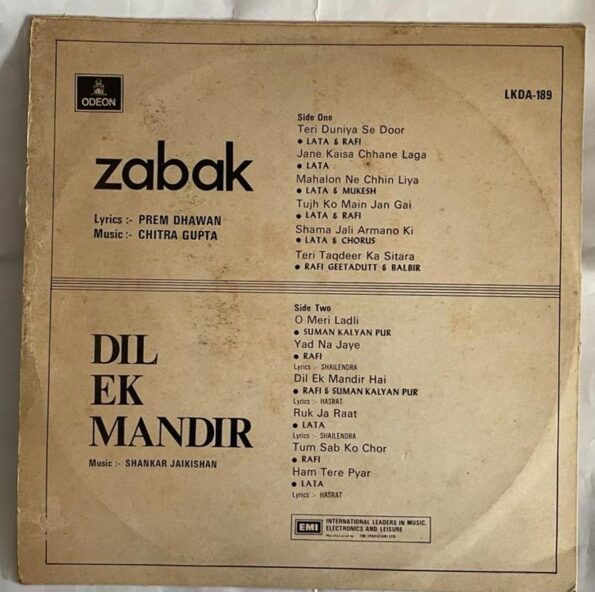 ODEON
LKDA-189
zabak
Lyrics :- PREM DHAWAN
Music :- CHITRA GUPTA
Side One
Teri Duniya Se Door
● LATA & RAFI
Jane Kaisa Chhane Laga
● LATA
Mahalon Ne Chhin Liya
● LATA & MUKESH
Tujh Ko Main Jan Gai
● LATA & RAFI
Shama Jali Armano Ki
● LATA & CHORUS
Teri Taqdeer Ka Sitara
● RAFI GEETADUTT & BALBIR
DIL
EK
MANDIR
Music :- SHANKAR JAIKISHAN
Side Two
O Meri Ladli
● SUMAN KALYAN PUR
Yad Na Jaye
● RAFI
Lyrics :- SHAILENDRA
Dil Ek Mandir Hai
● RAFI & SUMAN KALYAN PUR
Lyrics :- HASRAT
Ruk Ja Raat
● LATA
Lyrics :- SHAILENDRA
Tum Sab Ko Chor
● RAFI
Ham Tere Pyar
● LATA
Lyrics :- HASRAT
EMI
INTERNATIONAL LEADERS IN MUSIC,
ELECTRONICS AND LEISURE
Manufactured by EMI (PAKISTAN) LTD.